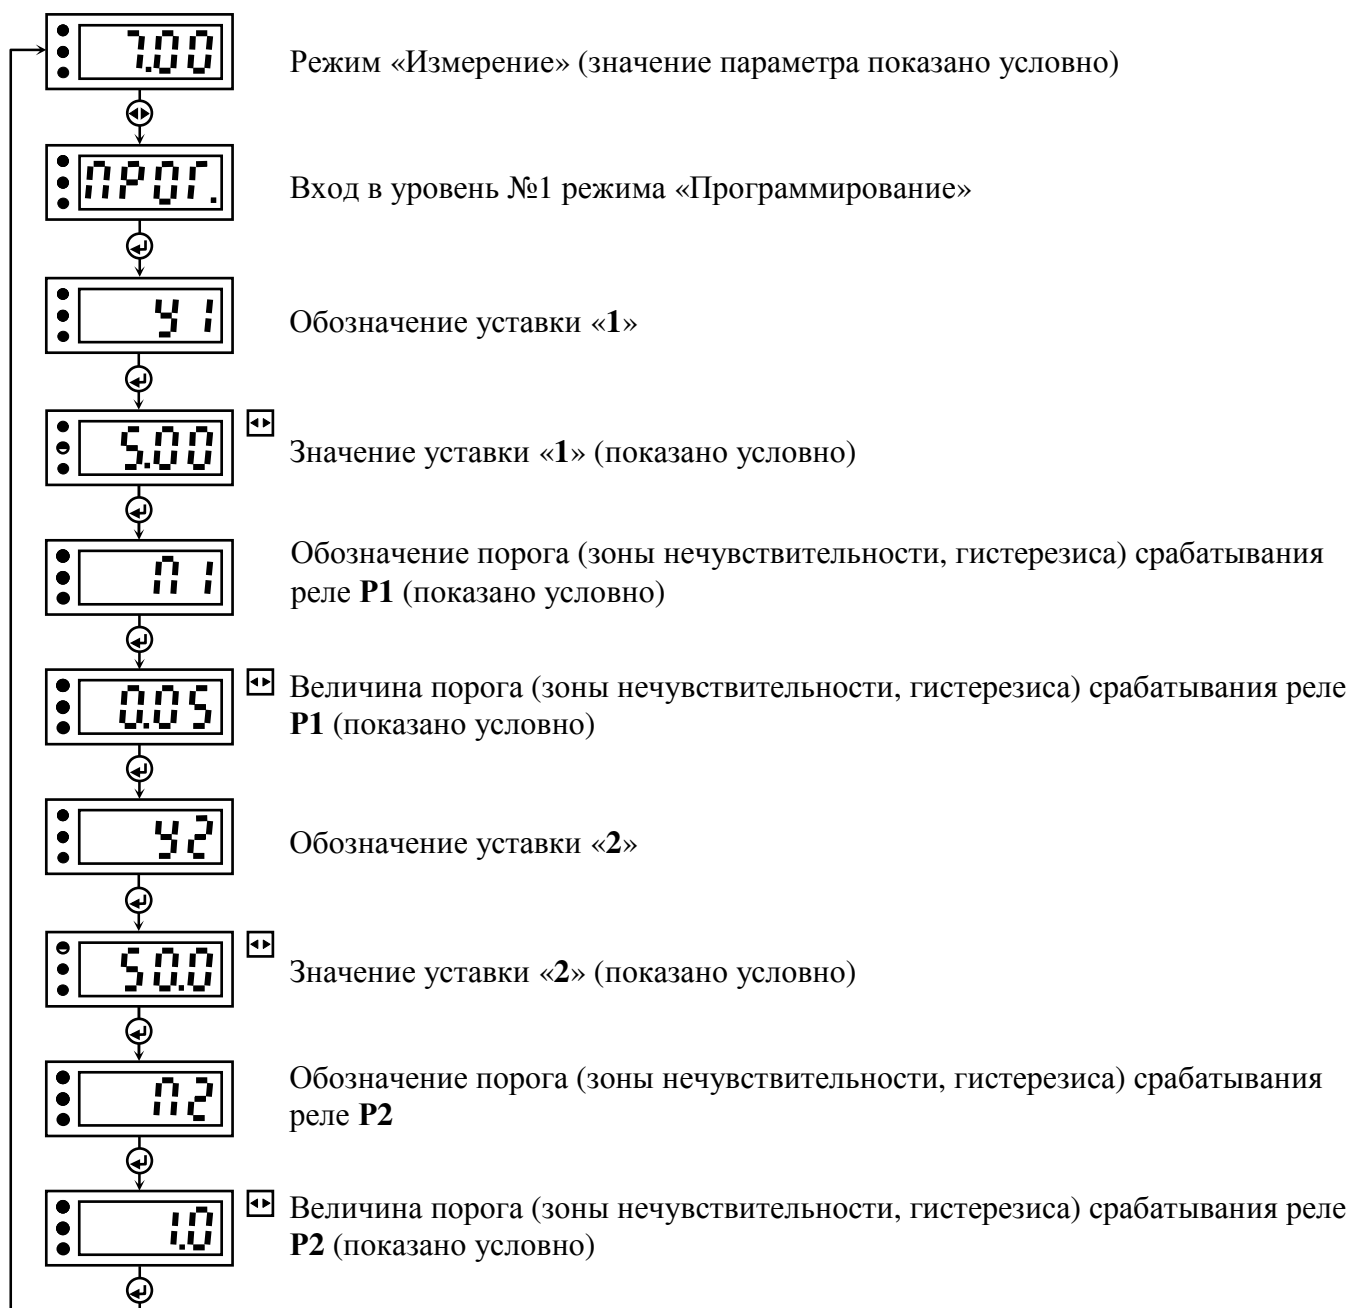 7.00
Режим «Измерение» (значение параметра показано условно)
ПРОГ.
Вход в уровень №1 режима «Программирование»
У1
Обозначение уставки «1»
5.00
Значение уставки «1» (показано условно)
П1
Обозначение порога (зоны нечувствительности, гистерезиса) срабатывания
реле Р1 (показано условно)
0.05
Величина порога (зоны нечувствительности, гистерезиса) срабатывания реле
Р1 (показано условно)
У2
Обозначение уставки «2»
50.0
Значение уставки «2» (показано условно)
П2
Обозначение порога (зоны нечувствительности, гистерезиса) срабатывания
реле Р2
1.0
Величина порога (зоны нечувствительности, гистерезиса) срабатывания реле
Р2 (показано условно)